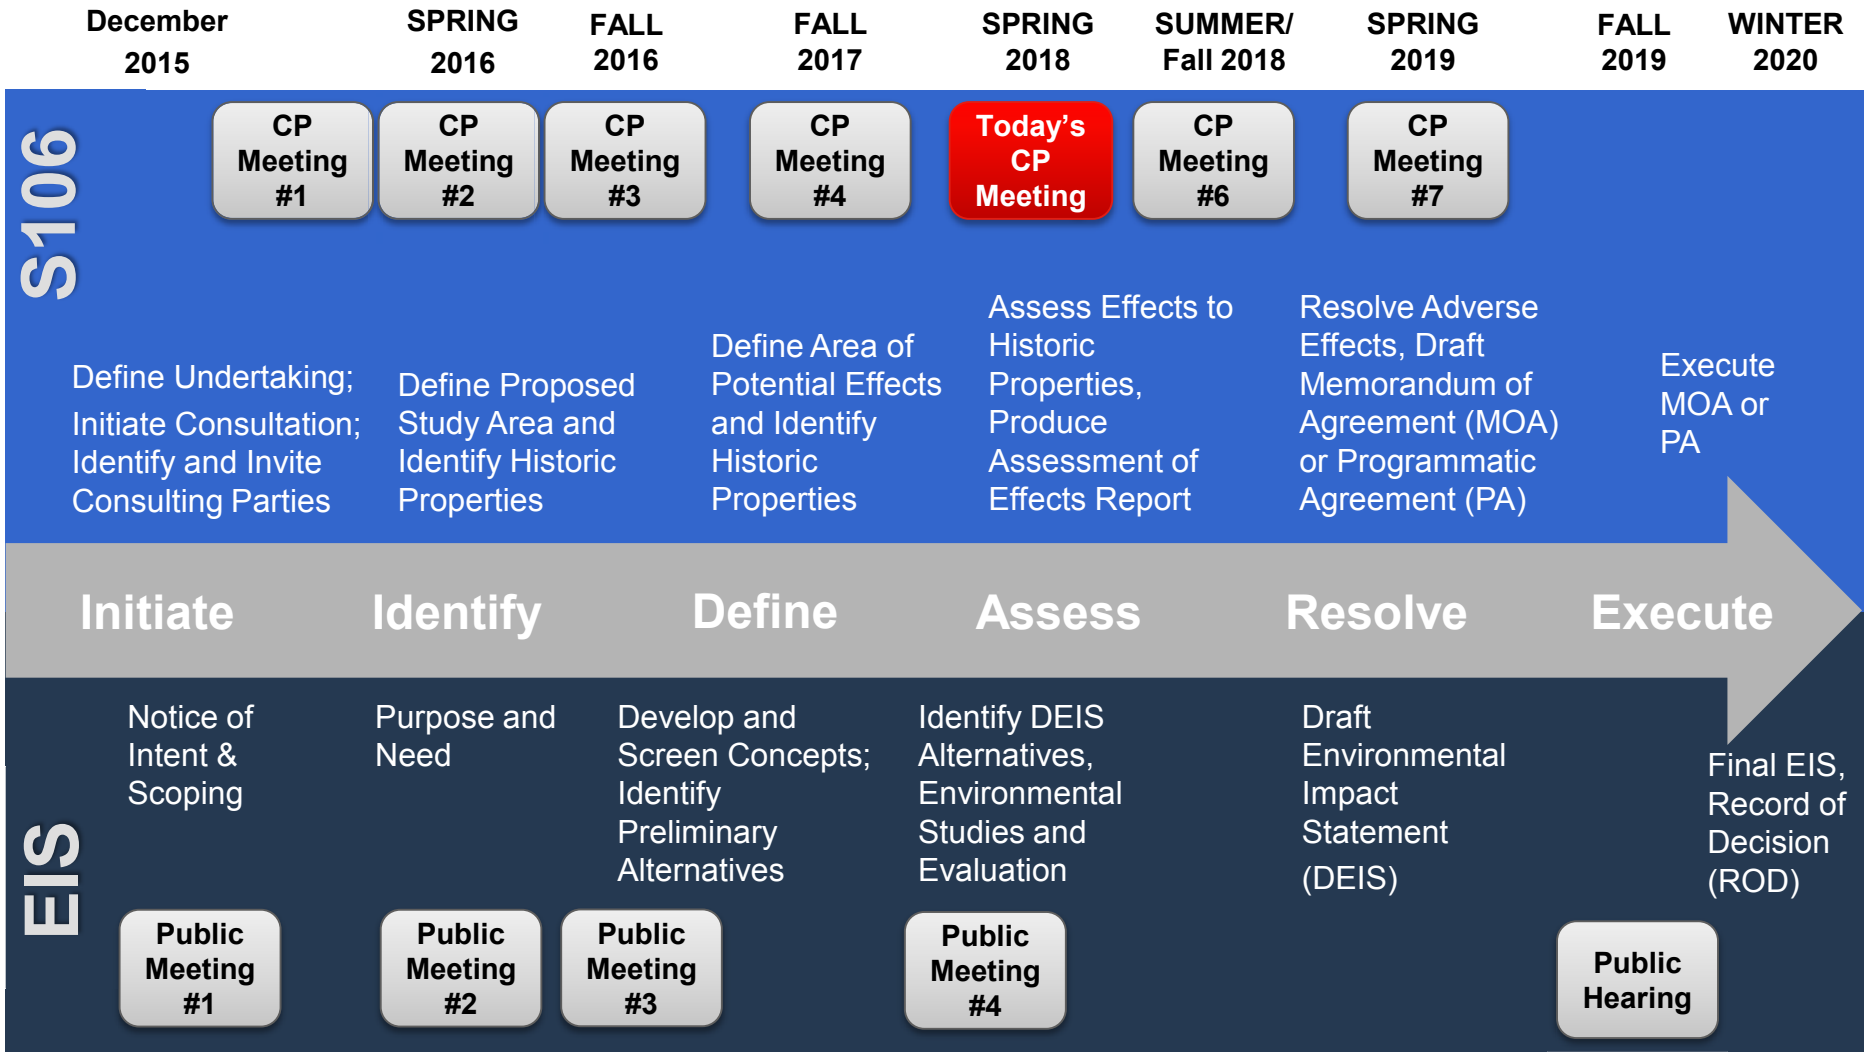 December
2015
SPRING
2016
FALL
2016
FALL
2017
SPRING
2018
SUMMER/
Fall 2018
SPRING
2019
FALL
2019
WINTER
2020
S106
CP
Meeting
#1
CP
Meeting
#2
CP
Meeting
#3
CP
Meeting
#4
Today's
CP
Meeting
CP
Meeting
#6
CP
Meeting
#7
Define Undertaking;
Initiate Consultation;
Identify and Invite
Consulting Parties
Define Proposed
Study Area and
Identify Historic
Properties
Define Area of
Potential Effects
and Identify
Historic
Properties
Assess Effects to
Historic
Properties,
Produce
Assessment of
Effects Report
Resolve Adverse
Effects, Draft
Memorandum of
Agreement (MOA)
or Programmatic
Agreement (PA)
Execute
MOA or
PA
Initiate
Identify
Define
Assess
Resolve
Execute
EIS
Notice of
Intent &
Scoping
Purpose and
Need
Develop and
Screen Concepts;
Identify
Preliminary
Alternatives
Identify DEIS
Alternatives,
Environmental
Studies and
Evaluation
Draft
Environmental
Impact
Statement
(DEIS)
Final EIS,
Record of
Decision
(ROD)
Public
Meeting
#1
Public
Meeting
#2
Public
Meeting
#3
Public
Meeting
#4
Public
Hearing